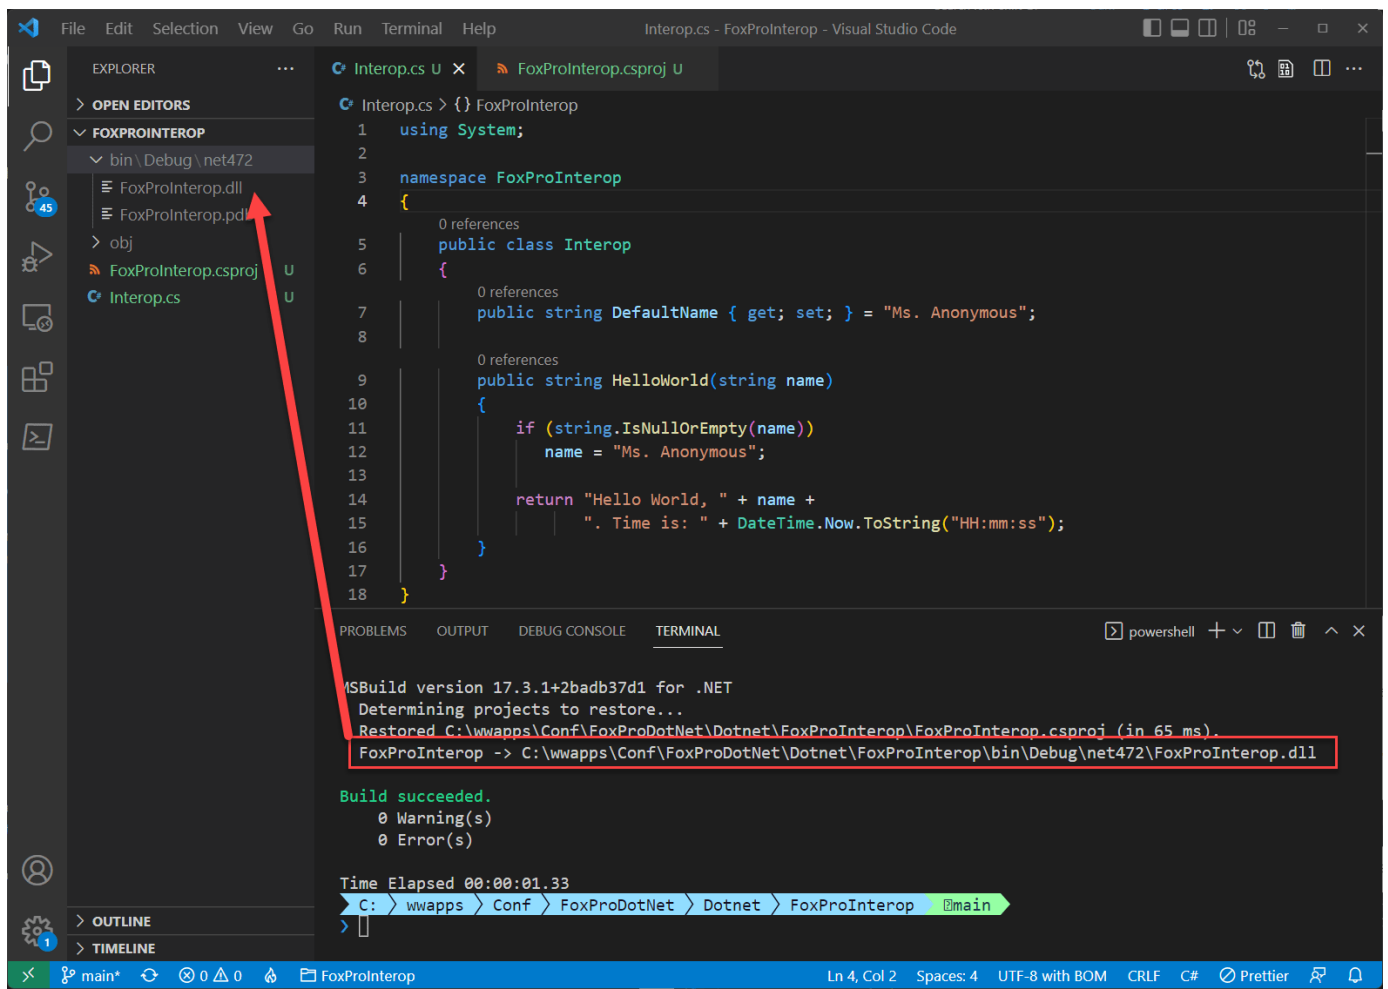 File Edit Selection View Go Run Terminal Help Interop.cs - FoxProInterop - Visual Studio Code
EXPLORER
OPEN EDITORS
FOXPROINTEROP
bin\Debug\net472
FoxProInterop.dll
FoxProInterop.pd
obj
FoxProInterop.csproj U
Interop.cs U
45
OUTLINE
TIMELINE
1
Interop.cs U FoxProInterop.csproj U
Interop.cs > {} FoxProInterop
1 using System;
2
3 namespace FoxProInterop
4 {
0 references
5 public class Interop
6 {
0 references
7 public string DefaultName { get; set; } = "Ms. Anonymous";
8
0 references
9 public string HelloWorld(string name)
10 {
11 if (string.IsNullOrEmpty(name))
12 name = "Ms. Anonymous";
13
14 return "Hello World, " + name +
15 ". Time is: " + DateTime.Now.ToString("HH:mm:ss");
16 }
17 }
18 }
PROBLEMS OUTPUT DEBUG CONSOLE TERMINAL powershell
MSBuild version 17.3.1+2badb37d1 for .NET
Determining projects to restore...
Restored C:\wwapps\Conf\FoxProDotNet\Dotnet\FoxProInterop\FoxProInterop.csproj (in 65 ms).
FoxProInterop -> C:\wwapps\Conf\FoxProDotNet\Dotnet\FoxProInterop\bin\Debug\net472\FoxProInterop.dll
Build succeeded.
0 Warning(s)
0 Error(s)
Time Elapsed 00:00:01.33
C: wwapps Conf FoxProDotNet Dotnet FoxProInterop main
main* 0 0 FoxProInterop Ln 4, Col 2 Spaces: 4 UTF-8 with BOM CRLF C# Prettier